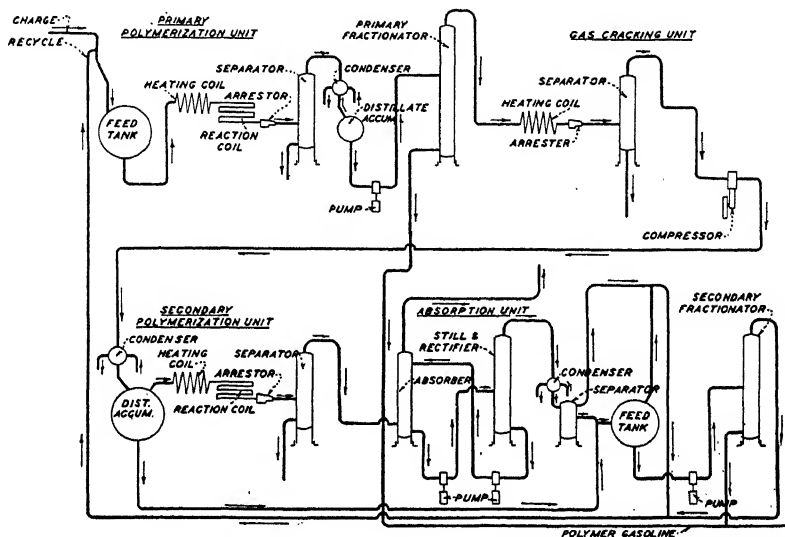 CHARGE
RECYCLE
PRIMARY
POLYMERIZATION UNIT
PRIMARY
FRACTIONATOR
GAS CRACKING UNIT
HEATING COIL
ARRESTOR
SEPARATOR
CONDENSER
DISTILLATE
ACCUM.
FEED
TANK
REACTION
COIL
PUMP
HEATING COIL
ARRESTER
SEPARATOR
COMPRESSOR
SECONDARY
POLYMERIZATION UNIT
CONDENSER
HEATING
COIL
ARRESTOR
SEPARATOR
REACTION COIL
DIST.
ACCUM.
ABSORPTION UNIT
STILL &
RECTIFIER
ABSORBER
CONDENSER
SEPARATOR
FEED
TANK
SECONDARY
FRACTIONATOR
PUMP
PUMP
POLYMER GASOLINE